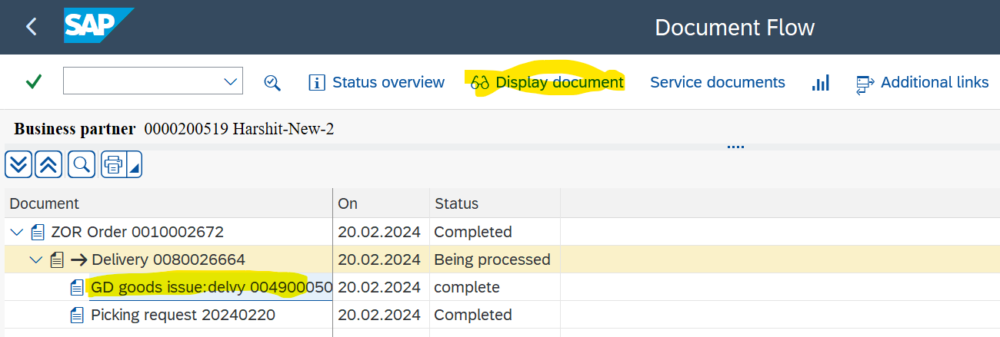 SAP Document Flow
Status overview Display document Service documents Additional links
Business partner 0000200519 Harshit-New-2
Document On Status
ZOR Order 0010002672 20.02.2024 Completed
Delivery 0080026664 20.02.2024 Being processed
GD goods issue:delvy 004900050 20.02.2024 complete
Picking request 20240220 20.02.2024 Completed